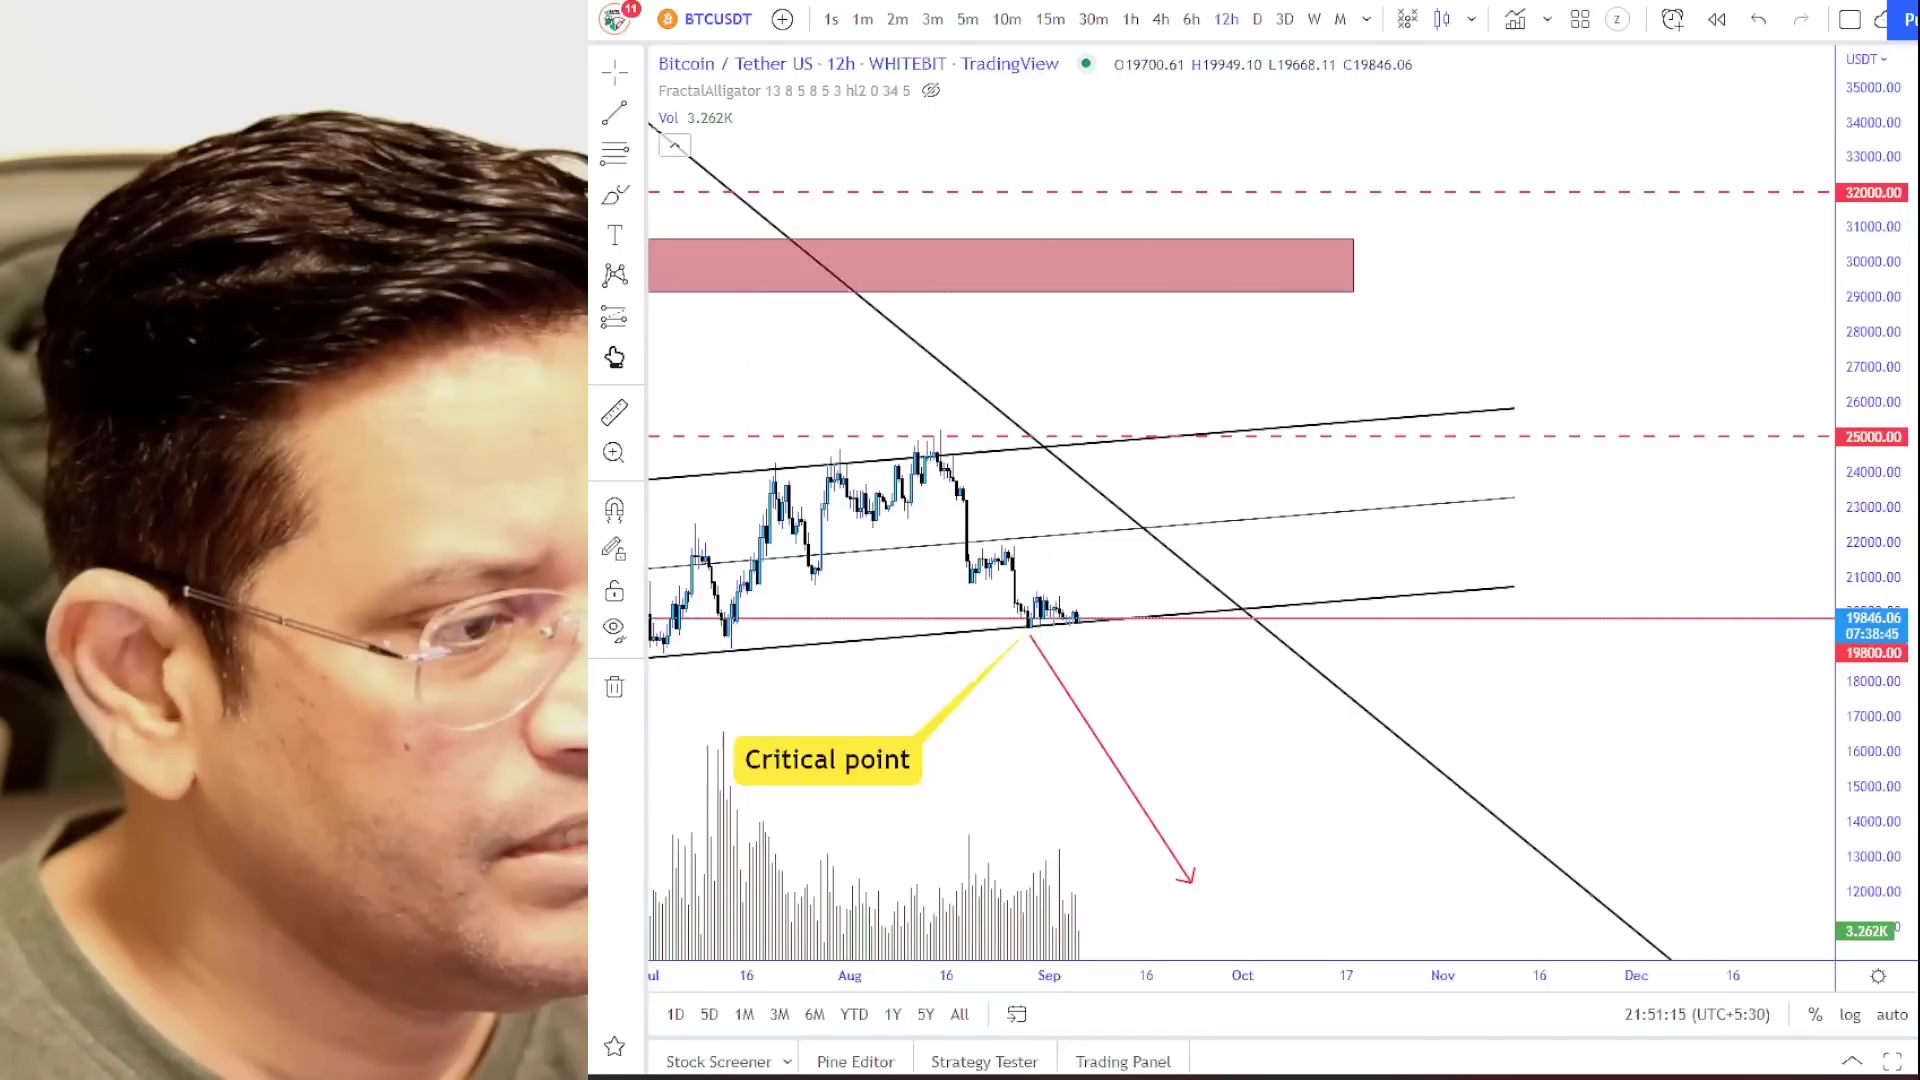 11 BTCUSDT 1s 1m 2m 3m 5m 10m 15m 30m 1h 4h 6h 12h D 3D W M Z Pu
Bitcoin / Tether US · 12h · WHITEBIT · TradingView O19700.61 H19949.10 L19668.11 C19846.06
USDT
FractalAlligator 13 8 5 8 5 3 hl2 0 34 5
Vol 3.262K
35000.00
34000.00
33000.00
32000.00
31000.00
30000.00
29000.00
28000.00
27000.00
26000.00
25000.00
24000.00
23000.00
22000.00
21000.00
19846.06
07:38:45
19800.00
18000.00
17000.00
16000.00
15000.00
14000.00
13000.00
12000.00
3.262K
Critical point
ul 16 Aug 16 Sep 16 Oct 17 Nov 16 Dec 16
1D 5D 1M 3M 6M YTD 1Y 5Y All 21:51:15 (UTC+5:30) % log auto
Stock Screener Pine Editor Strategy Tester Trading Panel